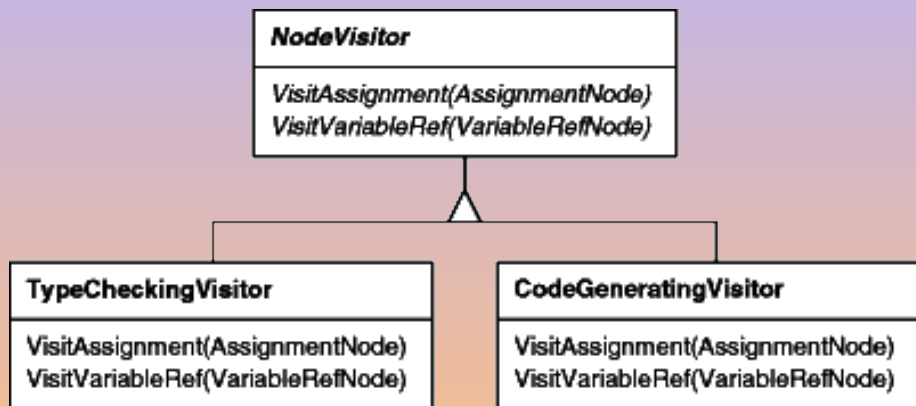 NodeVisitor
VisitAssignment(AssignmentNode)
VisitVariableRef(VariableRefNode)
TypeCheckingVisitor
VisitAssignment(AssignmentNode)
VisitVariableRef(VariableRefNode)
CodeGeneratingVisitor
VisitAssignment(AssignmentNode)
VisitVariableRef(VariableRefNode)